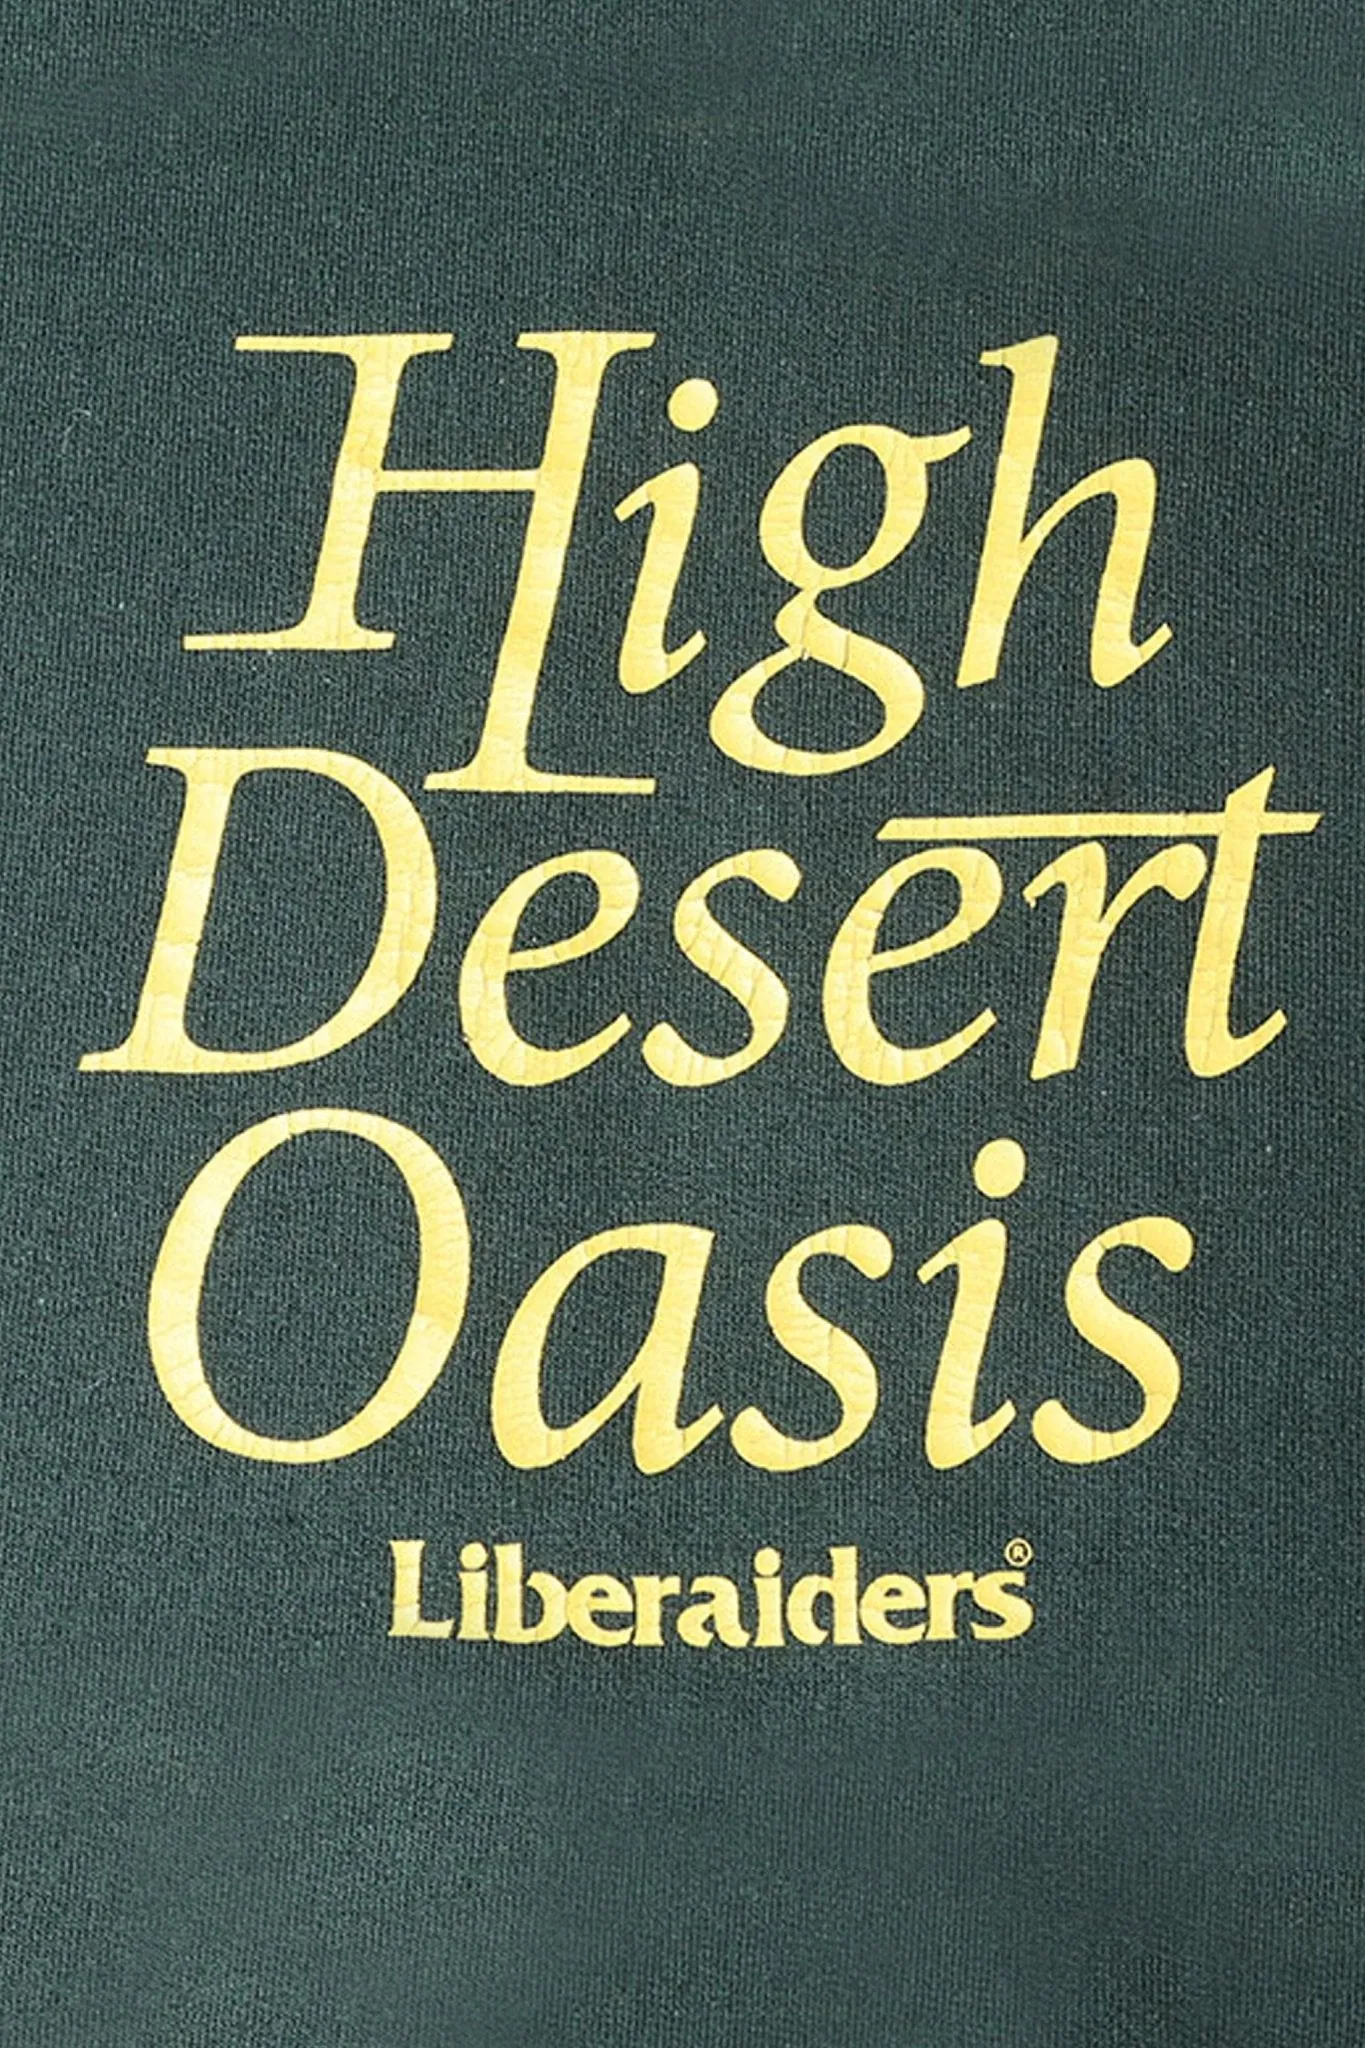 High
Desert
Oasis
Liberaiders®